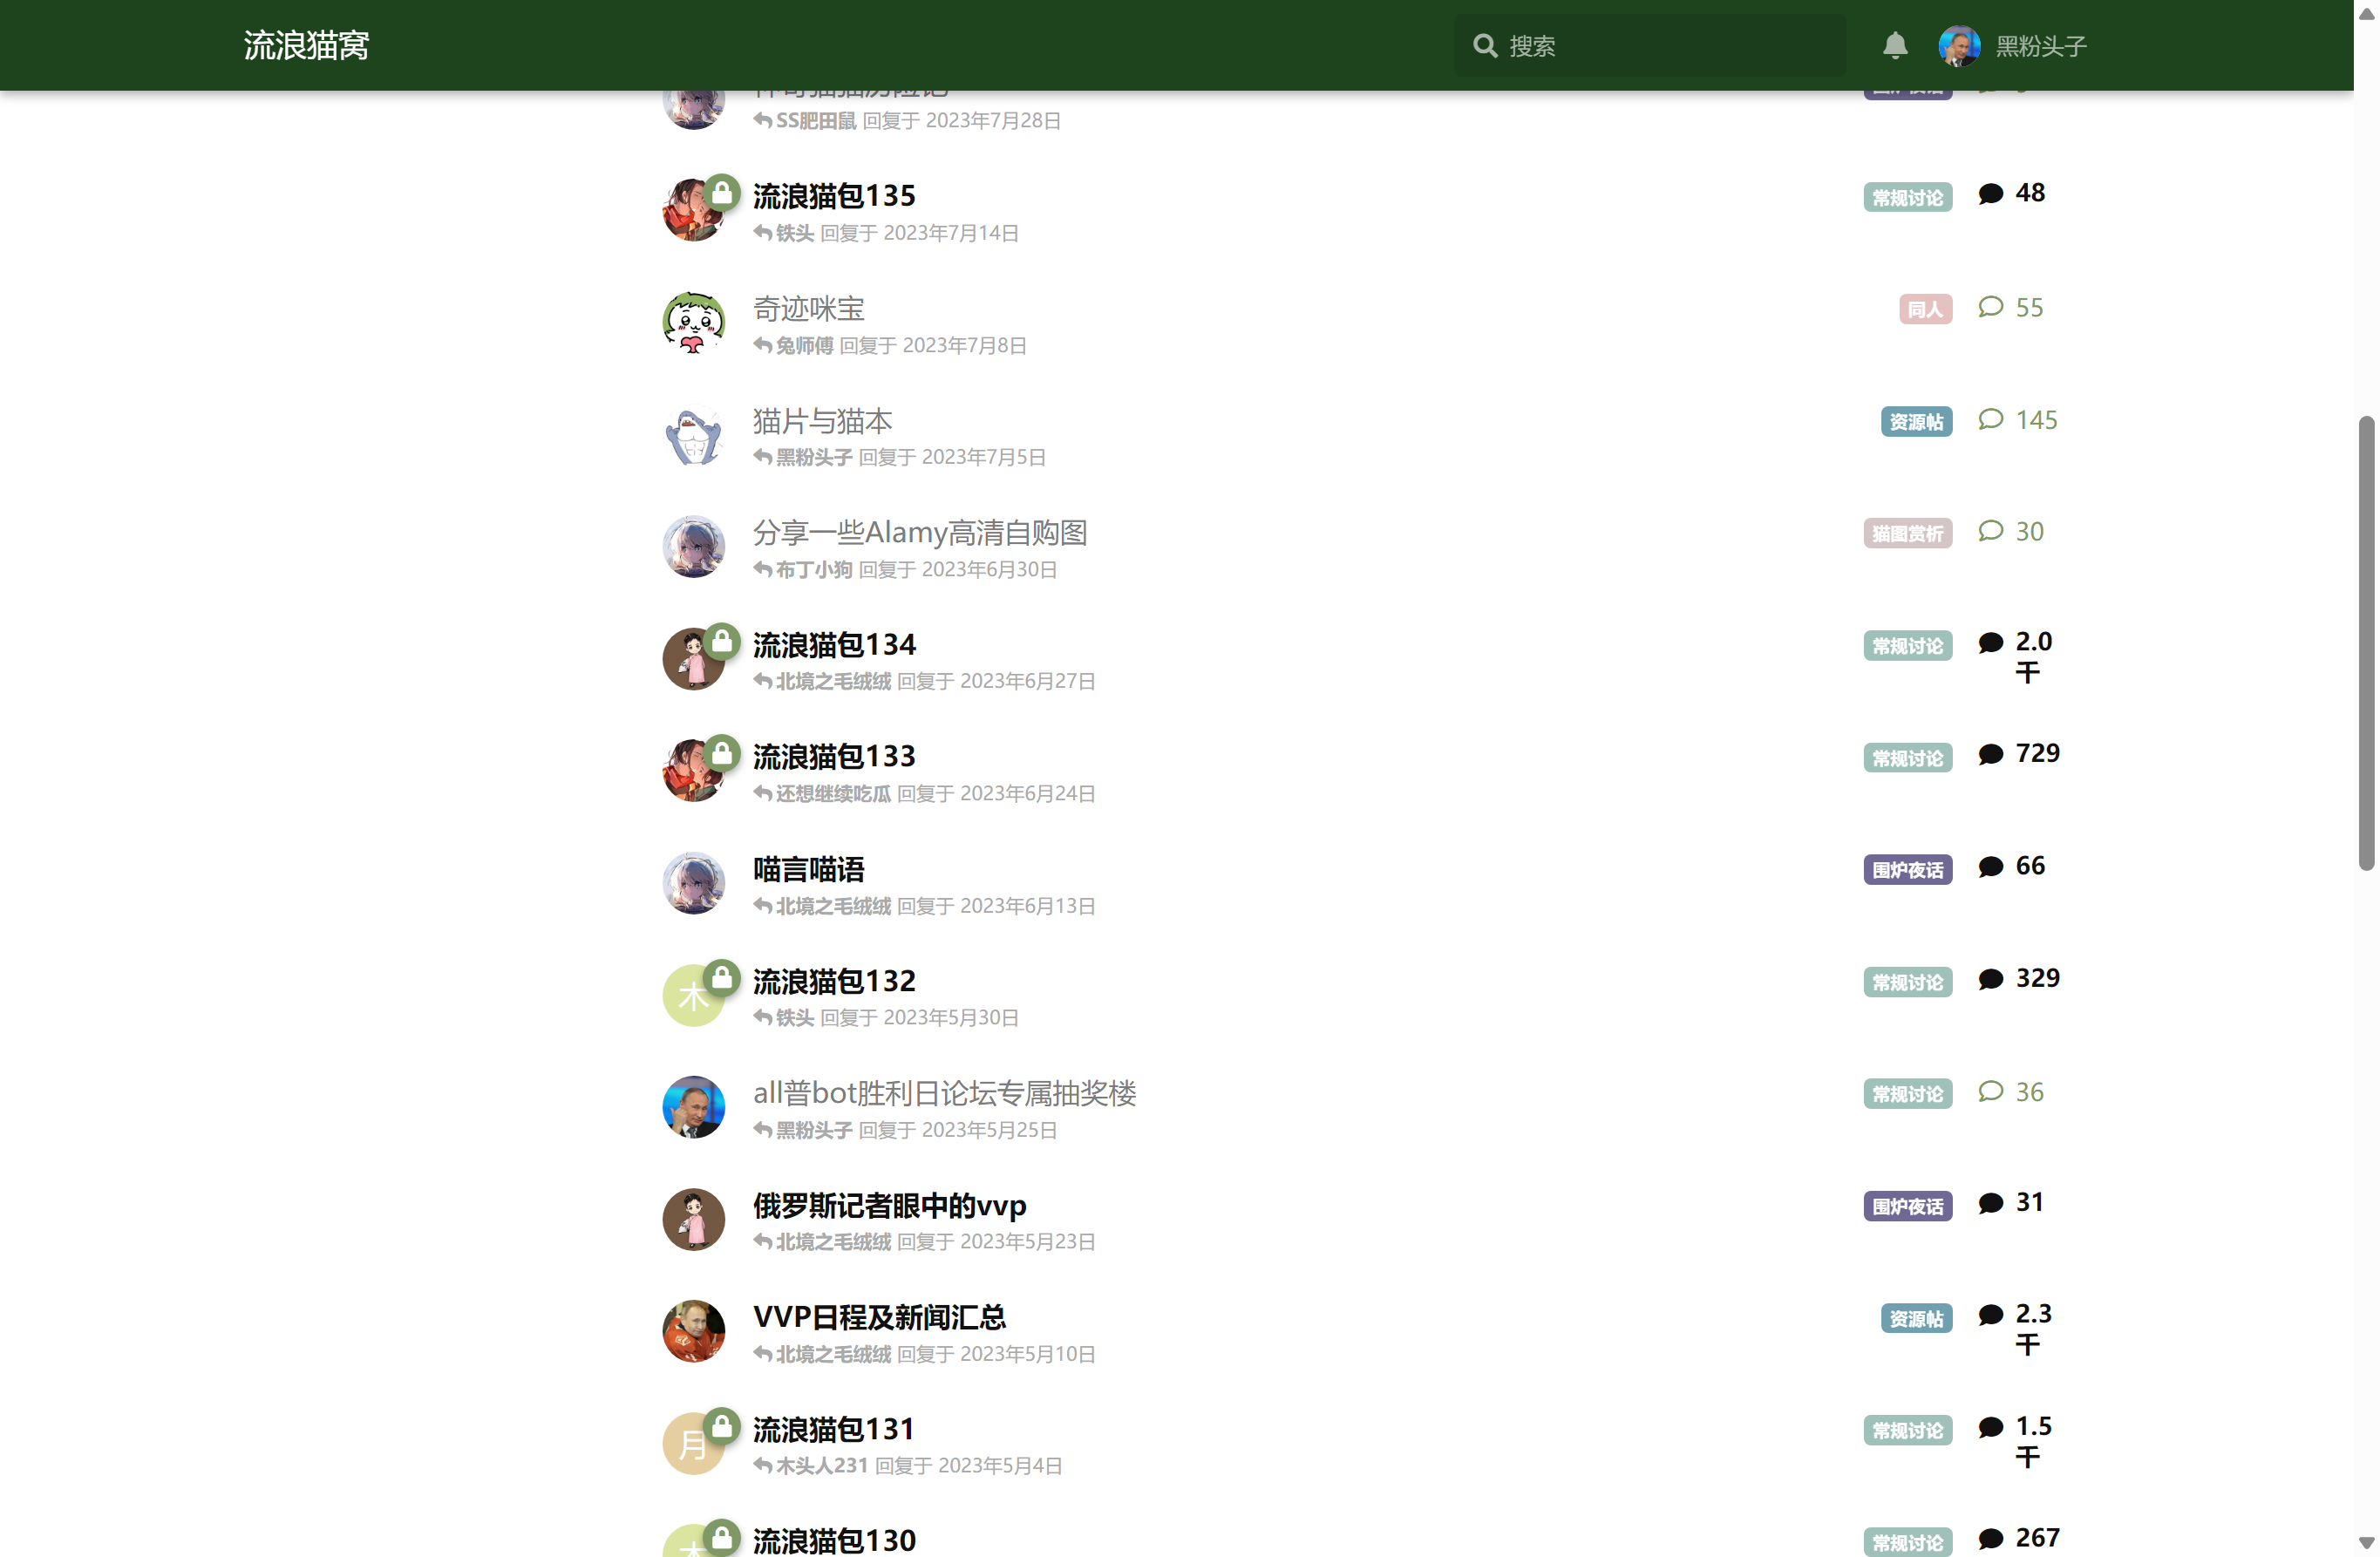 流浪猫窝
搜索
黑粉头子
SS肥田鼠 回复于 2023年7月28日
流浪猫包135
常规讨论 48
铁头 回复于 2023年7月14日
奇迹咪宝
同人 55
兔师傅 回复于 2023年7月8日
猫片与猫本
资源帖 145
黑粉头子 回复于 2023年7月5日
分享一些Alamy高清自购图
猫图赏析 30
布丁小狗 回复于 2023年6月30日
流浪猫包134
常规讨论 2.0
千
北境之毛绒绒 回复于 2023年6月27日
流浪猫包133
常规讨论 729
还想继续吃瓜 回复于 2023年6月24日
喵言喵语
围炉夜话 66
北境之毛绒绒 回复于 2023年6月13日
木
流浪猫包132
常规讨论 329
铁头 回复于 2023年5月30日
all普bot胜利日论坛专属抽奖楼
常规讨论 36
黑粉头子 回复于 2023年5月25日
俄罗斯记者眼中的vvp
围炉夜话 31
北境之毛绒绒 回复于 2023年5月23日
VVP日程及新闻汇总
资源帖 2.3
千
北境之毛绒绒 回复于 2023年5月10日
月
流浪猫包131
常规讨论 1.5
千
木头人231 回复于 2023年5月4日
流浪猫包130
常规讨论 267